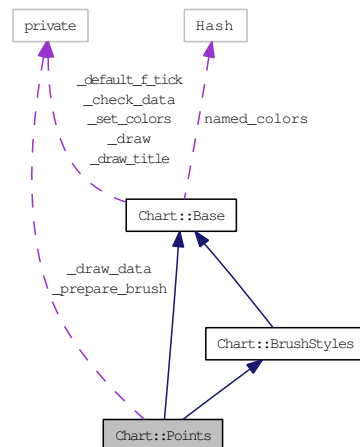 private
Hash
_default_f_tick
_check_data
_set_colors
_draw
_draw_title
named_colors
Chart::Base
_draw_data
_prepare_brush
Chart::BrushStyles
Chart::Points